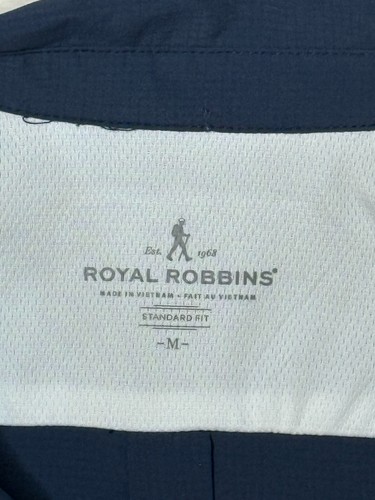 Est. 1968
ROYAL ROBBINS®
MADE IN VIETNAM • FAIT AU VIETNAM
STANDARD FIT
-M-